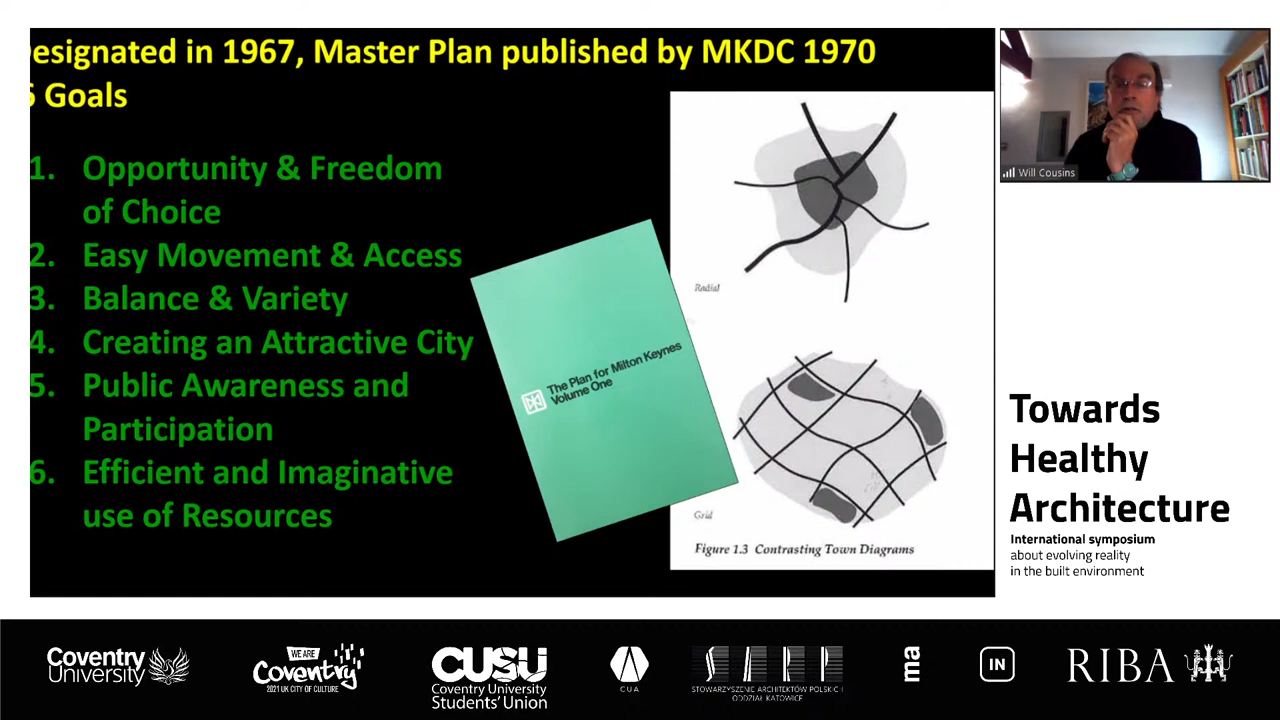 esignated in 1967, Master Plan published by MKDC 1970
6 Goals
1. Opportunity & Freedom
of Choice
2. Easy Movement & Access
3. Balance & Variety
4. Creating an Attractive City
5. Public Awareness and
Participation
6. Efficient and Imaginative
use of Resources
The Plan for Milton Keynes
Volume One
Radial
Grid
Figure 1.3 Contrasting Town Diagrams
Will Cousins
Towards
Healthy
Architecture
International symposium
about evolving reality
in the built environment
Coventry
University
WE ARE
Coventry
2021 UK CITY OF CULTURE
CUSU
Coventry University
Students' Union
CUA
SARP
STOWARZYSZENIE ARCHITEKTÓW POLSKICH
ODDZIAŁ KATOWICE
ma
IN
RIBA